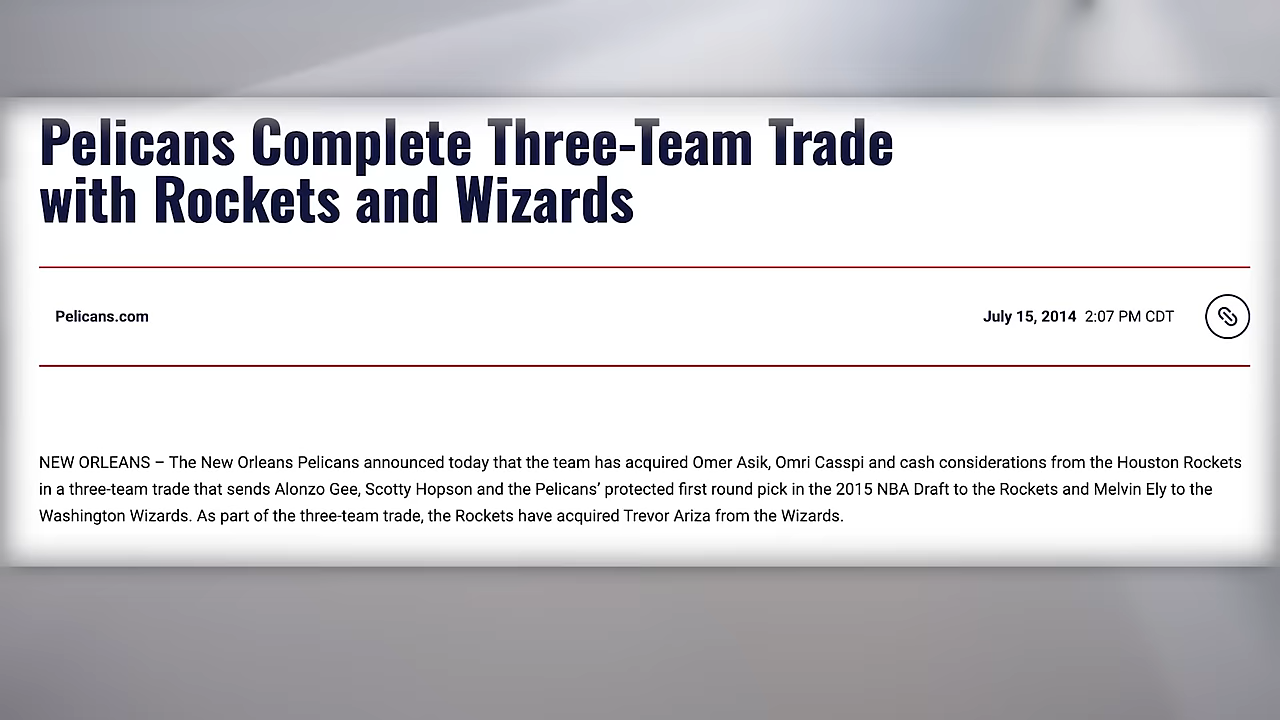 Pelicans Complete Three-Team Trade
with Rockets and Wizards
Pelicans.com
July 15, 2014 2:07 PM CDT
NEW ORLEANS – The New Orleans Pelicans announced today that the team has acquired Omer Asik, Omri Casspi and cash considerations from the Houston Rockets
in a three-team trade that sends Alonzo Gee, Scotty Hopson and the Pelicans’ protected first round pick in the 2015 NBA Draft to the Rockets and Melvin Ely to the
Washington Wizards. As part of the three-team trade, the Rockets have acquired Trevor Ariza from the Wizards.